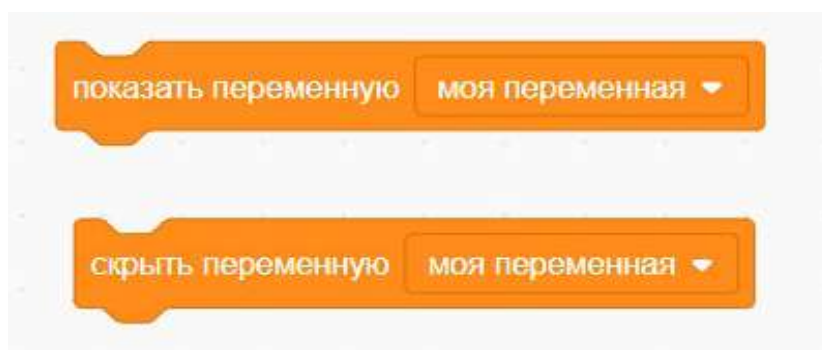 показать переменную моя переменная
скрыть переменную моя переменная